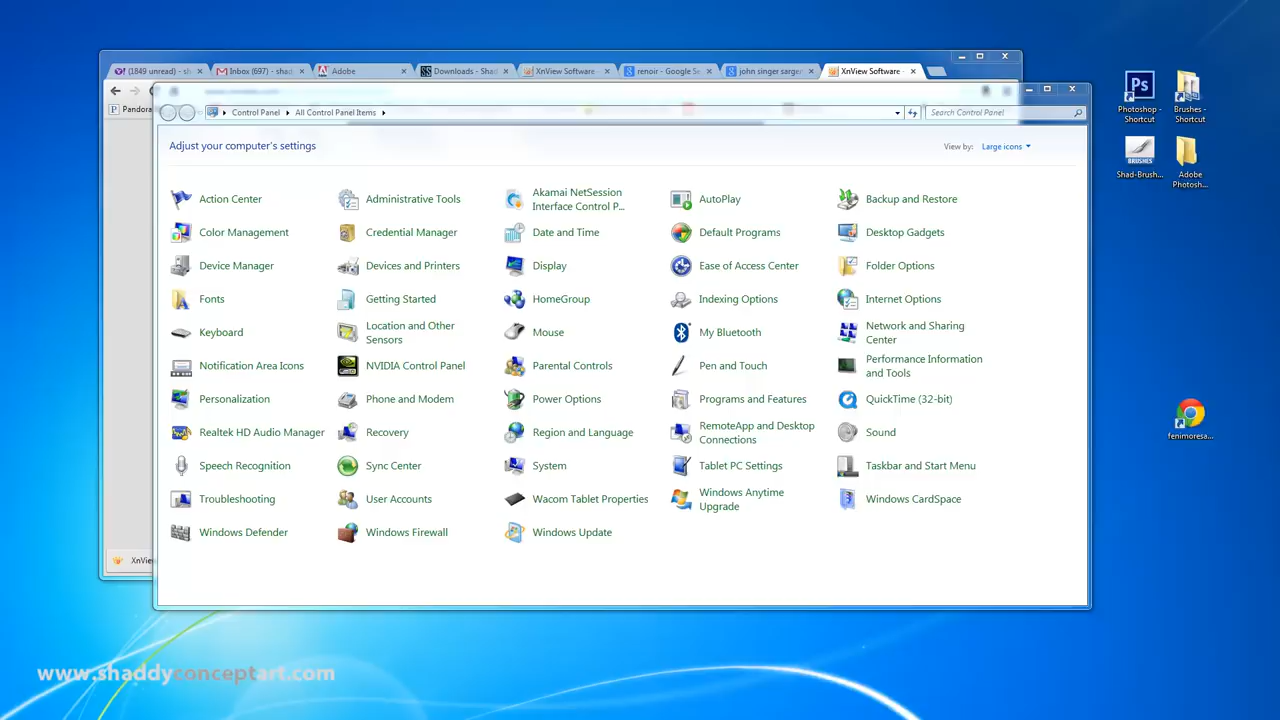 (1849 unread) - sh
Inbox (697) - shad
Adobe
Downloads - Shad
XnView Software
renoir - Google Se
john singer sargen
XnView Software -
Pandora
Control Panel
All Control Panel Items
Search Control Panel
Adjust your computer's settings
View by: Large icons
Action Center
Administrative Tools
Akamai NetSession
Interface Control P...
AutoPlay
Backup and Restore
Color Management
Credential Manager
Date and Time
Default Programs
Desktop Gadgets
Device Manager
Devices and Printers
Display
Ease of Access Center
Folder Options
Fonts
Getting Started
HomeGroup
Indexing Options
Internet Options
Keyboard
Location and Other
Sensors
Mouse
My Bluetooth
Network and Sharing
Center
Notification Area Icons
NVIDIA Control Panel
Parental Controls
Pen and Touch
Performance Information
and Tools
Personalization
Phone and Modem
Power Options
Programs and Features
QuickTime (32-bit)
Realtek HD Audio Manager
Recovery
Region and Language
RemoteApp and Desktop
Connections
Sound
Speech Recognition
Sync Center
System
Tablet PC Settings
Taskbar and Start Menu
Troubleshooting
User Accounts
Wacom Tablet Properties
Windows Anytime
Upgrade
Windows CardSpace
Windows Defender
Windows Firewall
Windows Update
XnView
Ps
Photoshop -
Shortcut
Brushes -
Shortcut
BRUSHES
Shad-Brush...
Adobe
Photosh...
fenimoresa...
www.shaddyconceptart.com